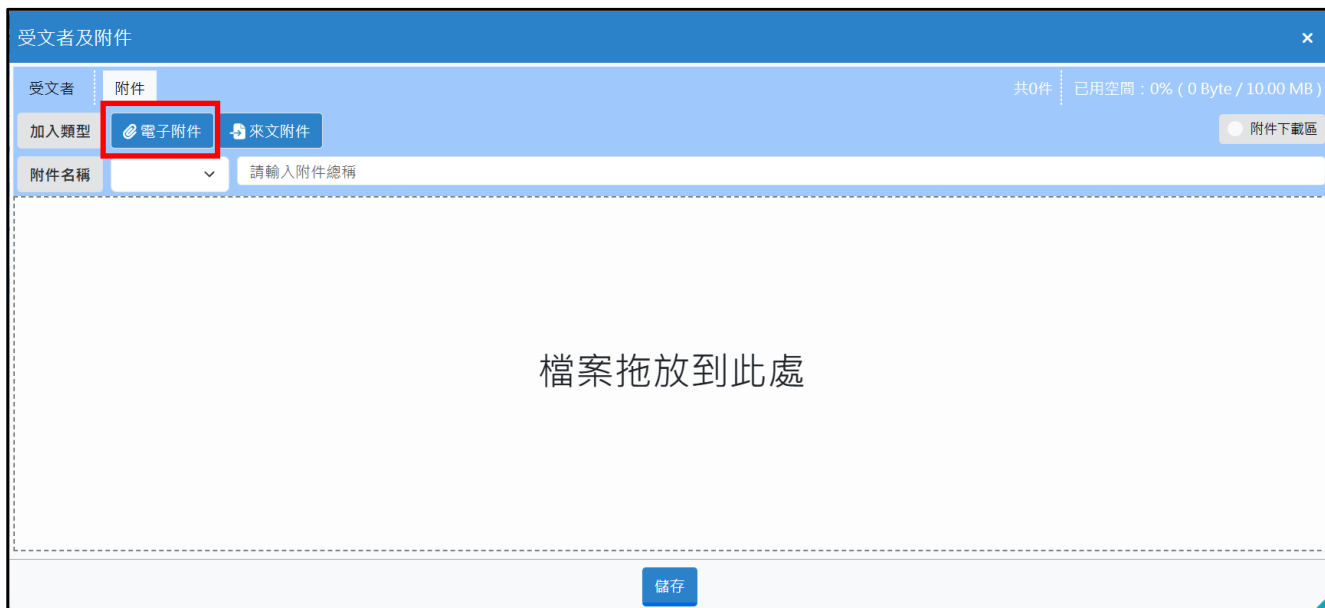 受文者及附件 ×
受文者 附件 共0件 已用空間：0% ( 0 Byte / 10.00 MB )
加入類型 電子附件 來文附件 附件下載區
附件名稱 請輸入附件總稱
檔案拖放到此處
儲存